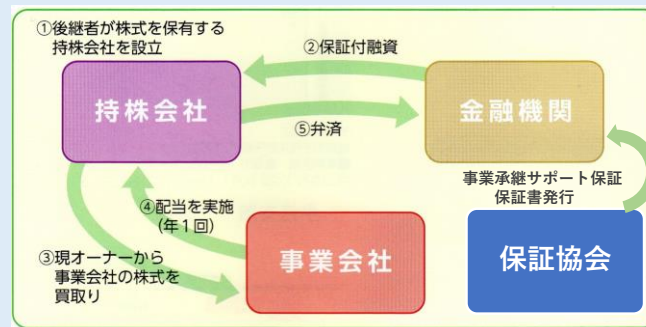 ①後継者が株式を保有する
持株会社を設立
②保証付融資
持株会社
金融機関
⑤弁済
事業承継サポート保証
保証書発行
④配当を実施
(年1回)
事業会社
保証協会
③現オーナーから
事業会社の株式を
買取り